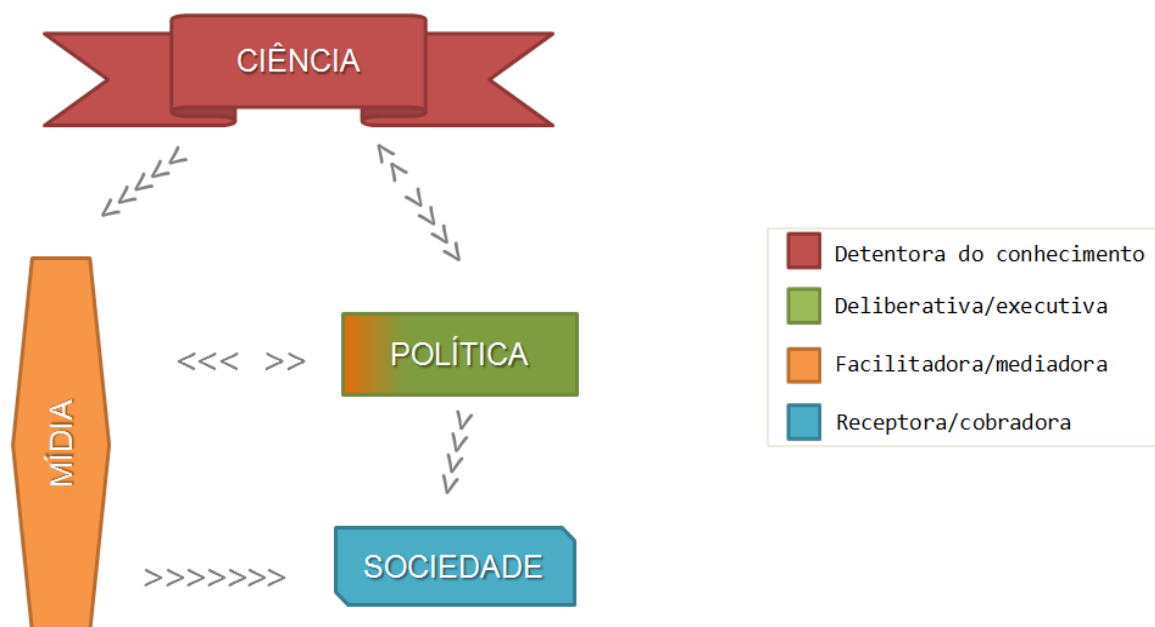 CIÊNCIA
<<<<<<
<<>>>>>
Detentora do conhecimento
Deliberativa/executiva
Facilitadora/mediadora
Receptora/cobradora
<<< >>
POLÍTICA
>>>>
MÍDIA
>>>>>>>
SOCIEDADE